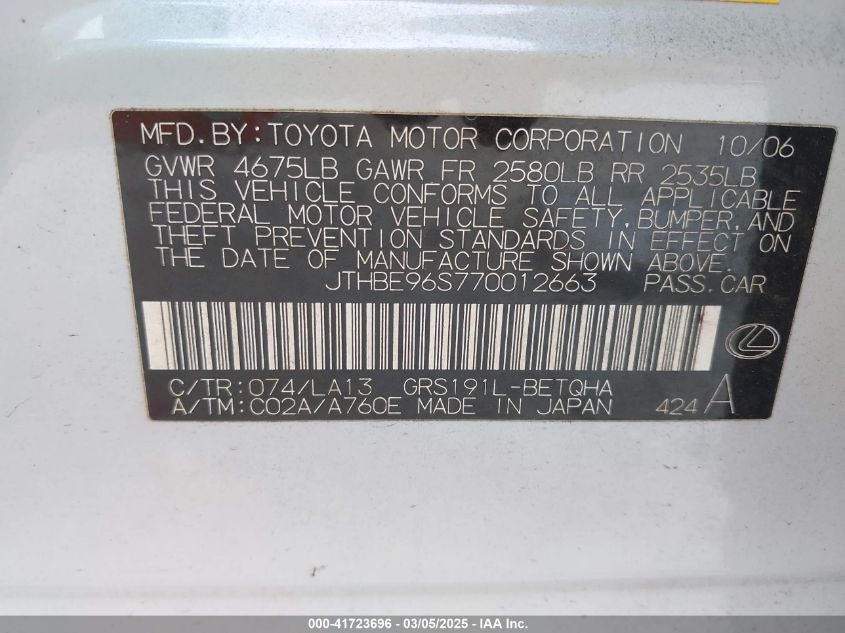 MFD. BY: TOYOTA MOTOR CORPORATION 10/06
GVWR 4675LB GAWR FR 2580LB RR 2535LB
THIS VEHICLE CONFORMS TO ALL APPLICABLE
FEDERAL MOTOR VEHICLE SAFETY, BUMPER, AND
THEFT PREVENTION STANDARDS IN EFFECT ON
THE DATE OF MANUFACTURE SHOWN ABOVE.
JTHBE96S770012663 PASS. CAR
C/TR: 074/LA13 GRS191L-BETQHA
A/TM: C02A/A760E MADE IN JAPAN 424 A
000-41723696 - 03/05/2025 - IAA Inc.